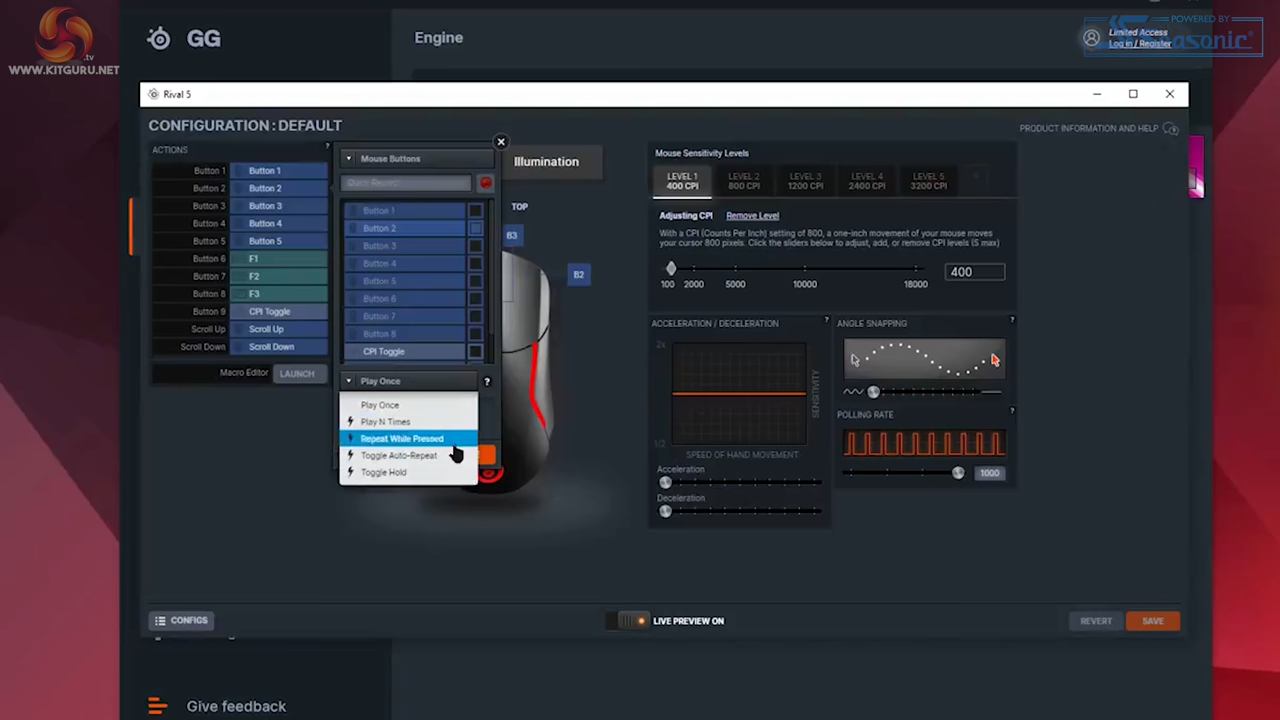 GG
Engine
POWERED BY
Limited Access
Log in / Register
.tv
WWW.KITGURU.NET
Rival 5
CONFIGURATION : DEFAULT
PRODUCT INFORMATION AND HELP
ACTIONS
?
Button 1 Button 1
Button 2 Button 2
Button 3 Button 3
Button 4 Button 4
Button 5 Button 5
Button 6 F1
Button 7 F2
Button 8 F3
Button 9 CPI Toggle
Scroll Up Scroll Up
Scroll Down Scroll Down
Macro Editor LAUNCH
Mouse Buttons
Button 1
Button 2
Button 3
Button 4
Button 5
Button 6
Button 7
Button 8
CPI Toggle
Play Once
?
Play Once
Play N Times
Repeat While Pressed
Toggle Auto-Repeat
Toggle Hold
Illumination
TOP
B3
B2
Mouse Sensitivity Levels
LEVEL 1
400 CPI
LEVEL 2
800 CPI
LEVEL 3
1200 CPI
LEVEL 4
2400 CPI
LEVEL 5
3200 CPI
Adjusting CPI Remove Level
With a CPI (Counts Per Inch) setting of 800, a one-inch movement of your mouse moves
your cursor 800 pixels. Click the sliders below to adjust, add, or remove CPI levels (5 max)
400
100 2000 5000 10000 18000
ACCELERATION / DECELERATION
?
2x
1/2
SENSITIVITY
SPEED OF HAND MOVEMENT
Acceleration
Deceleration
ANGLE SNAPPING
?
POLLING RATE
?
1000
CONFIGS
LIVE PREVIEW ON
REVERT
SAVE
Give feedback